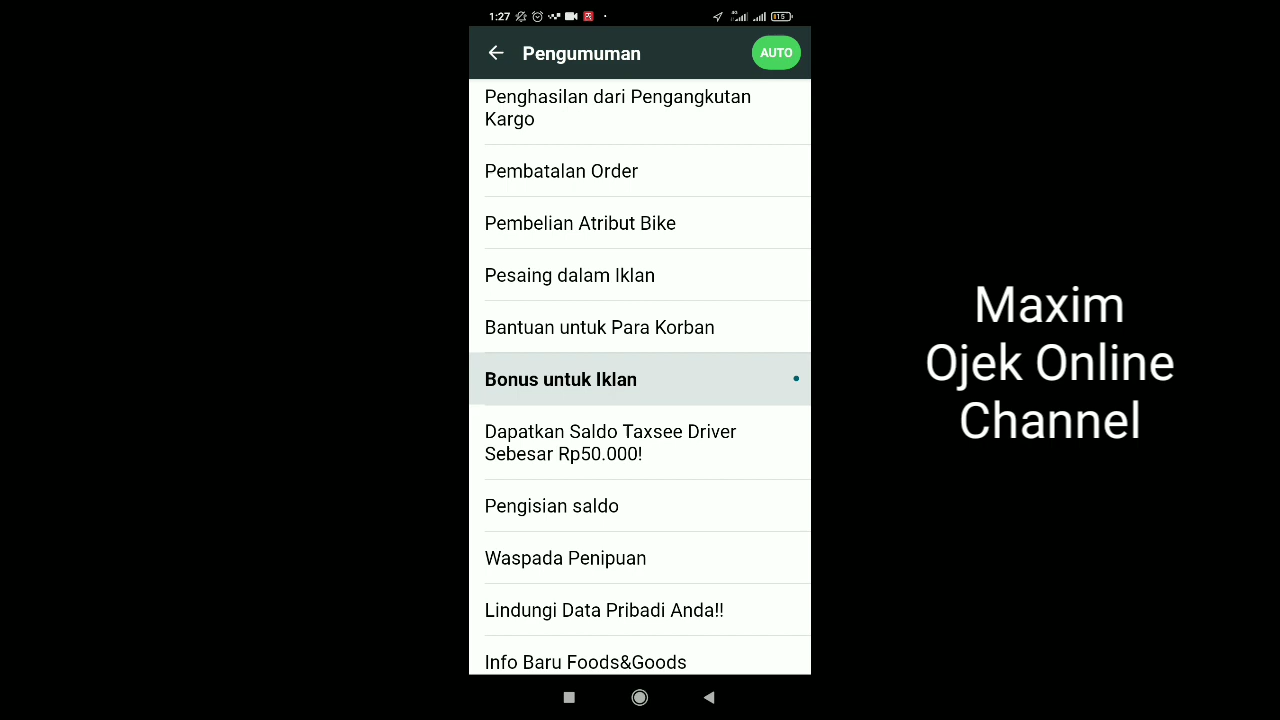 1:27
4G
815
Pengumuman
AUTO
Penghasilan dari Pengangkutan
Kargo
Pembatalan Order
Pembelian Atribut Bike
Pesaing dalam Iklan
Bantuan untuk Para Korban
Bonus untuk Iklan
Dapatkan Saldo Taxsee Driver
Sebesar Rp50.000!
Pengisian saldo
Waspada Penipuan
Lindungi Data Pribadi Anda!!
Info Baru Foods&Goods
Maxim
Ojek Online
Channel